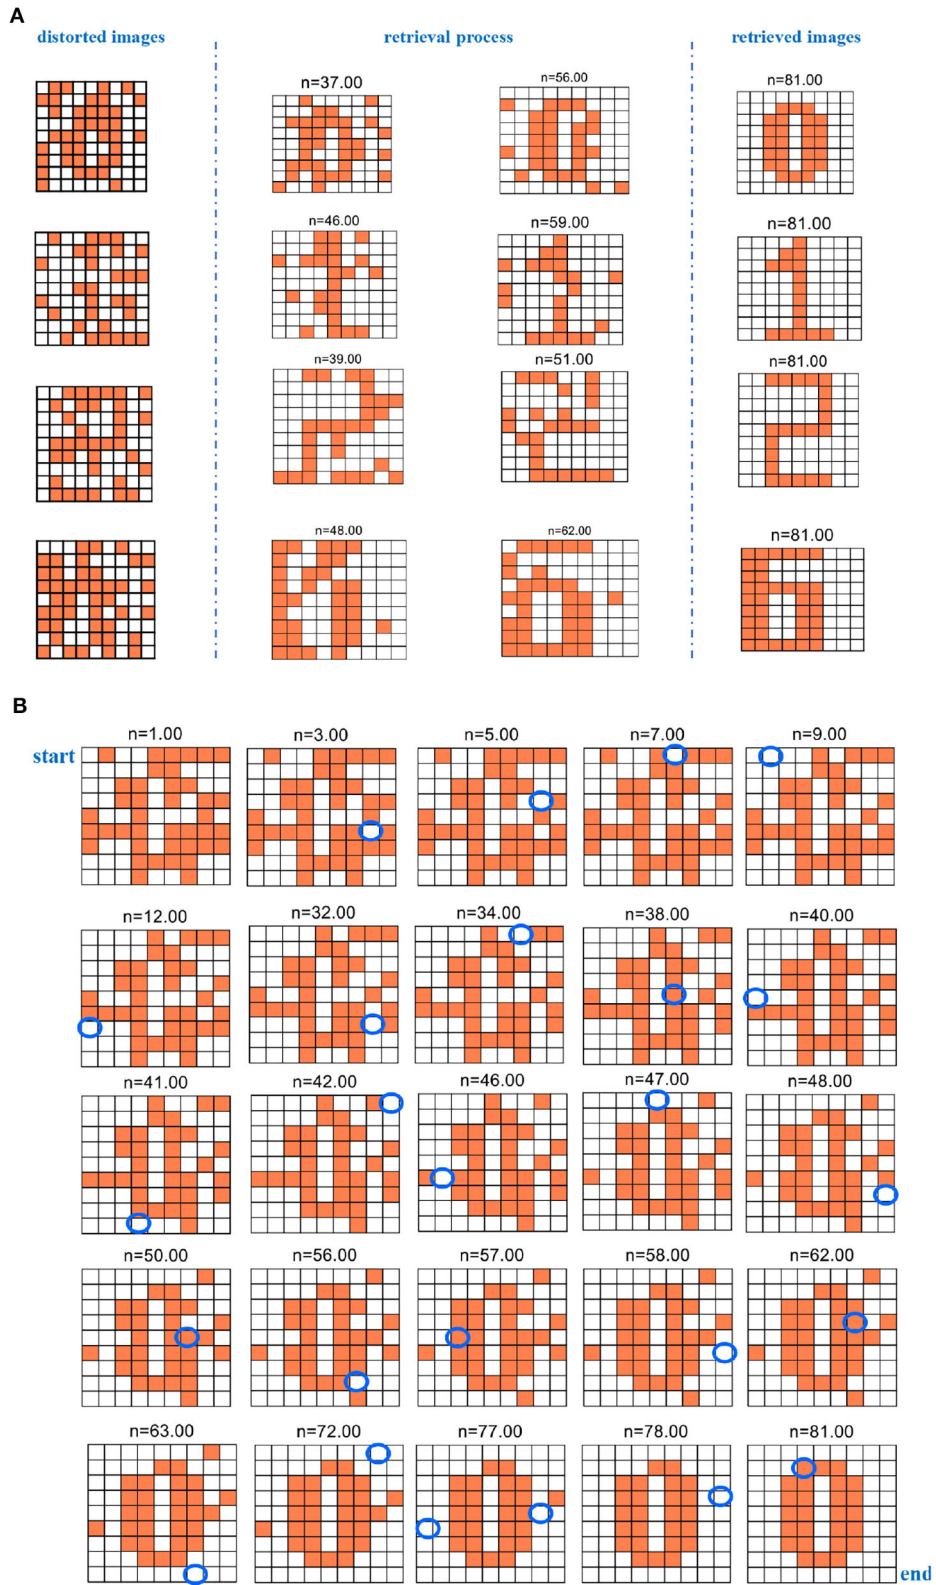 A
distorted images
retrieval process
retrieved images
n=37.00
n=56.00
n=81.00
n=46.00
n=59.00
n=81.00
n=39.00
n=51.00
n=81.00
n=48.00
n=62.00
n=81.00
B
start
n=1.00
n=3.00
n=5.00
n=7.00
n=9.00
n=12.00
n=32.00
n=34.00
n=38.00
n=40.00
n=41.00
n=42.00
n=46.00
n=47.00
n=48.00
n=50.00
n=56.00
n=57.00
n=58.00
n=62.00
n=63.00
n=72.00
n=77.00
n=78.00
n=81.00
end